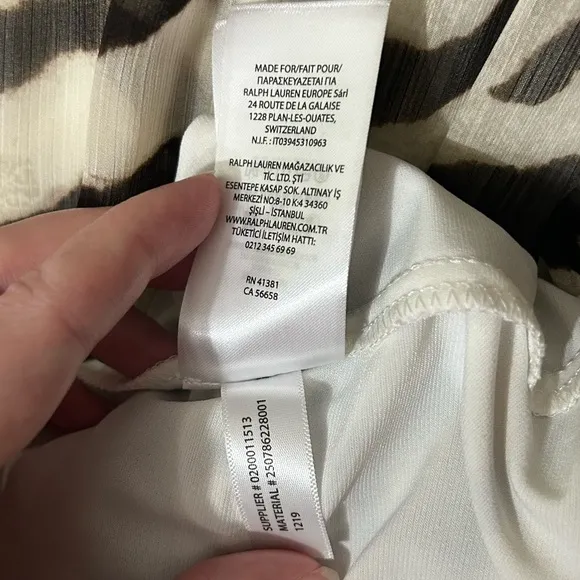 MADE FOR/FAIT POUR/
ΠΑΡΑΣΚΕΥΑΖΕΤΑΙ ΓΙΑ
RALPH LAUREN EUROPE Sárl
24 ROUTE DE LA GALAISE
1228 PLAN-LES-OUATES,
SWITZERLAND
N.I.F. : IT03945310963
RALPH LAUREN MAĞAZACILIK VE
TİC. LTD. ŞTİ
ESENTEPE KASAP SOK. ALTINAY İŞ
MERKEZİ NO:8-10 K:4 34360
ŞİŞLİ – İSTANBUL
WWW.RALPHLAUREN.COM
TÜKETİCİ İLETİŞİM HATTI:
0212 345 69 69
RN 41381
CA 56658
SUPPLIER # 0200011513
MATERIAL # 250786228001
1219